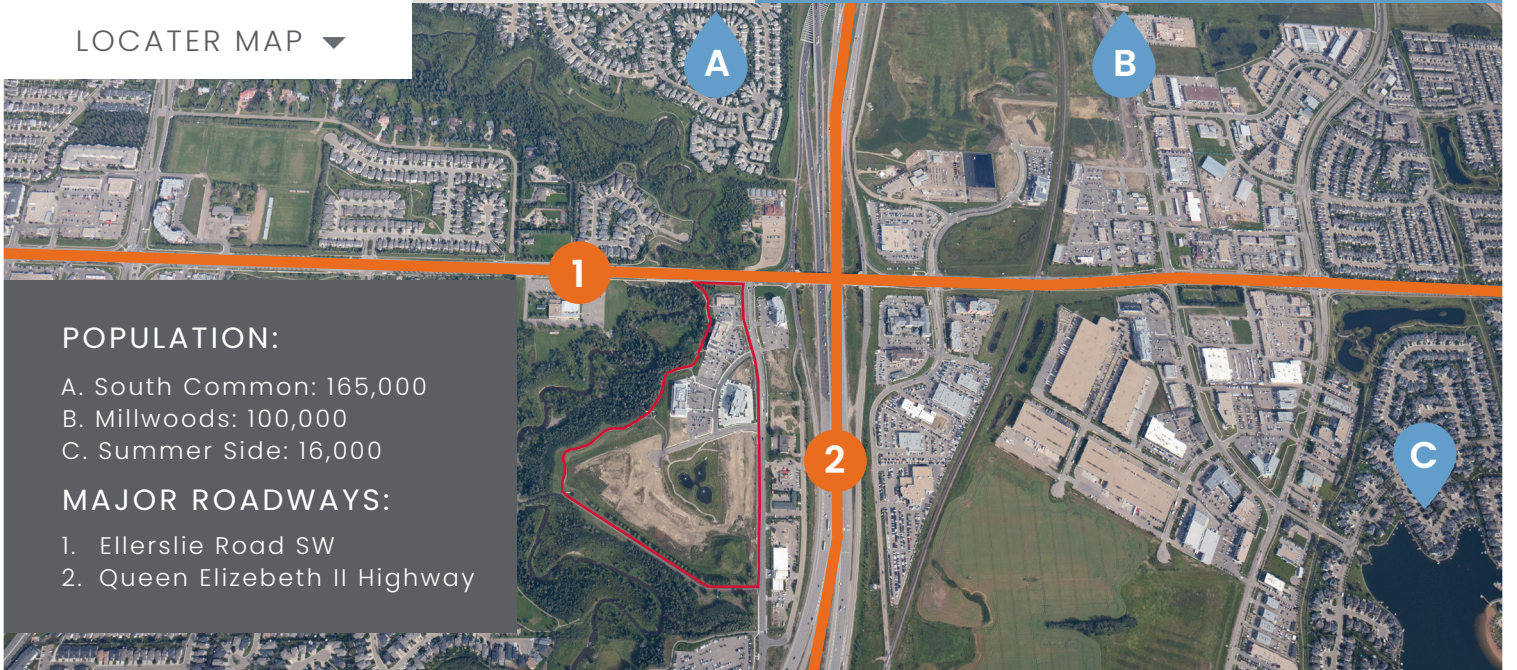 LOCATER MAP
A
B
1
POPULATION:
A. South Common: 165,000
B. Millwoods: 100,000
C. Summer Side: 16,000
MAJOR ROADWAYS:
1. Ellerslie Road SW
2. Queen Elizebeth II Highway
2
C